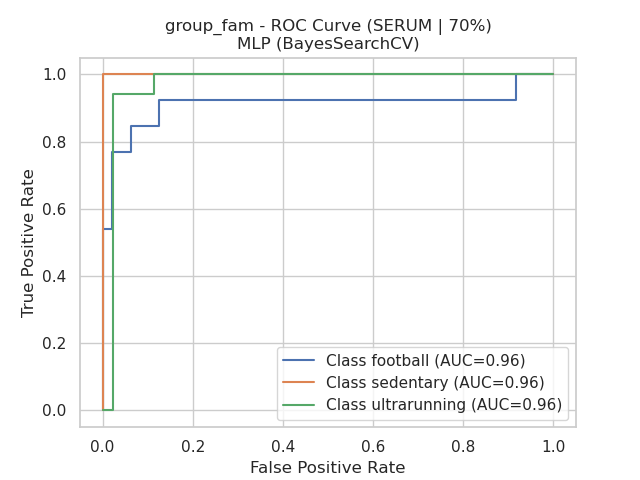 group_fam - ROC Curve (SERUM | 70%)
MLP (BayesSearchCV)
True Positive Rate
1.0
0.8
0.6
0.4
0.2
0.0
Class football (AUC=0.96)
Class sedentary (AUC=0.96)
Class ultrarunning (AUC=0.96)
0.0 0.2 0.4 0.6 0.8 1.0
False Positive Rate